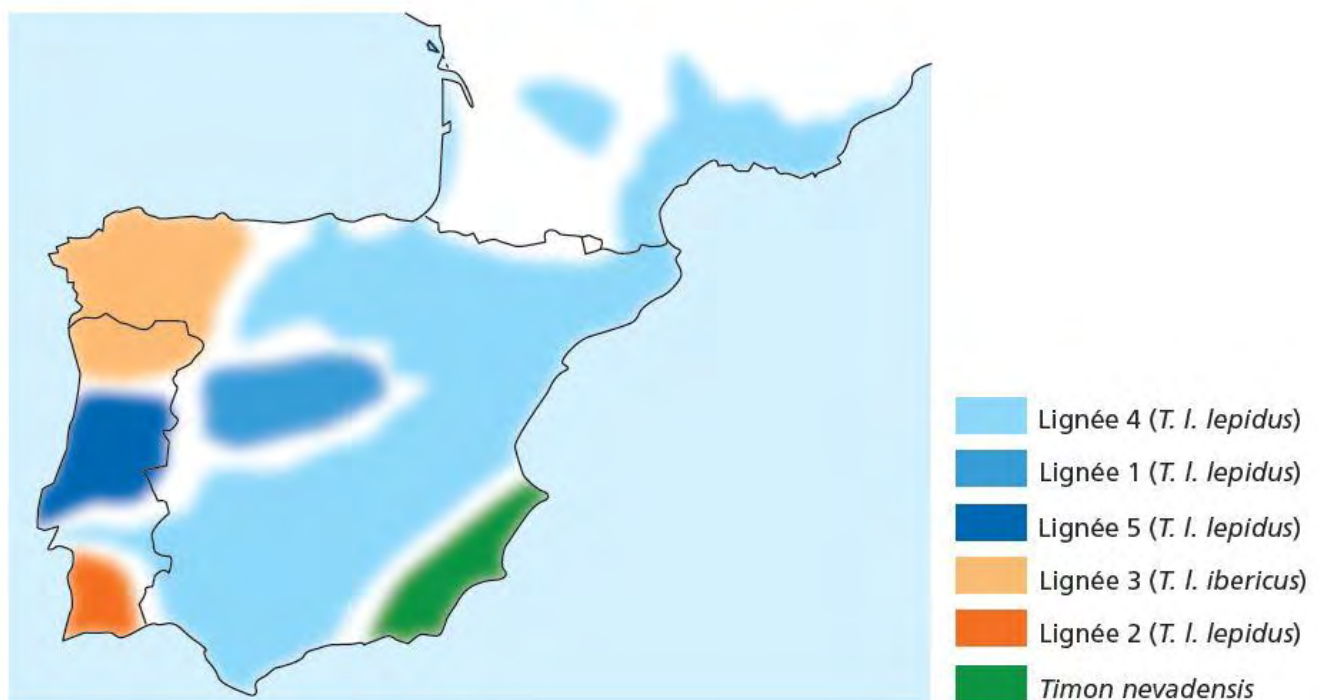 Lignée 4 (T. l. lepidus)
Lignée 1 (T. l. lepidus)
Lignée 5 (T. l. lepidus)
Lignée 3 (T. l. ibericus)
Lignée 2 (T. l. lepidus)
Timon nevadensis